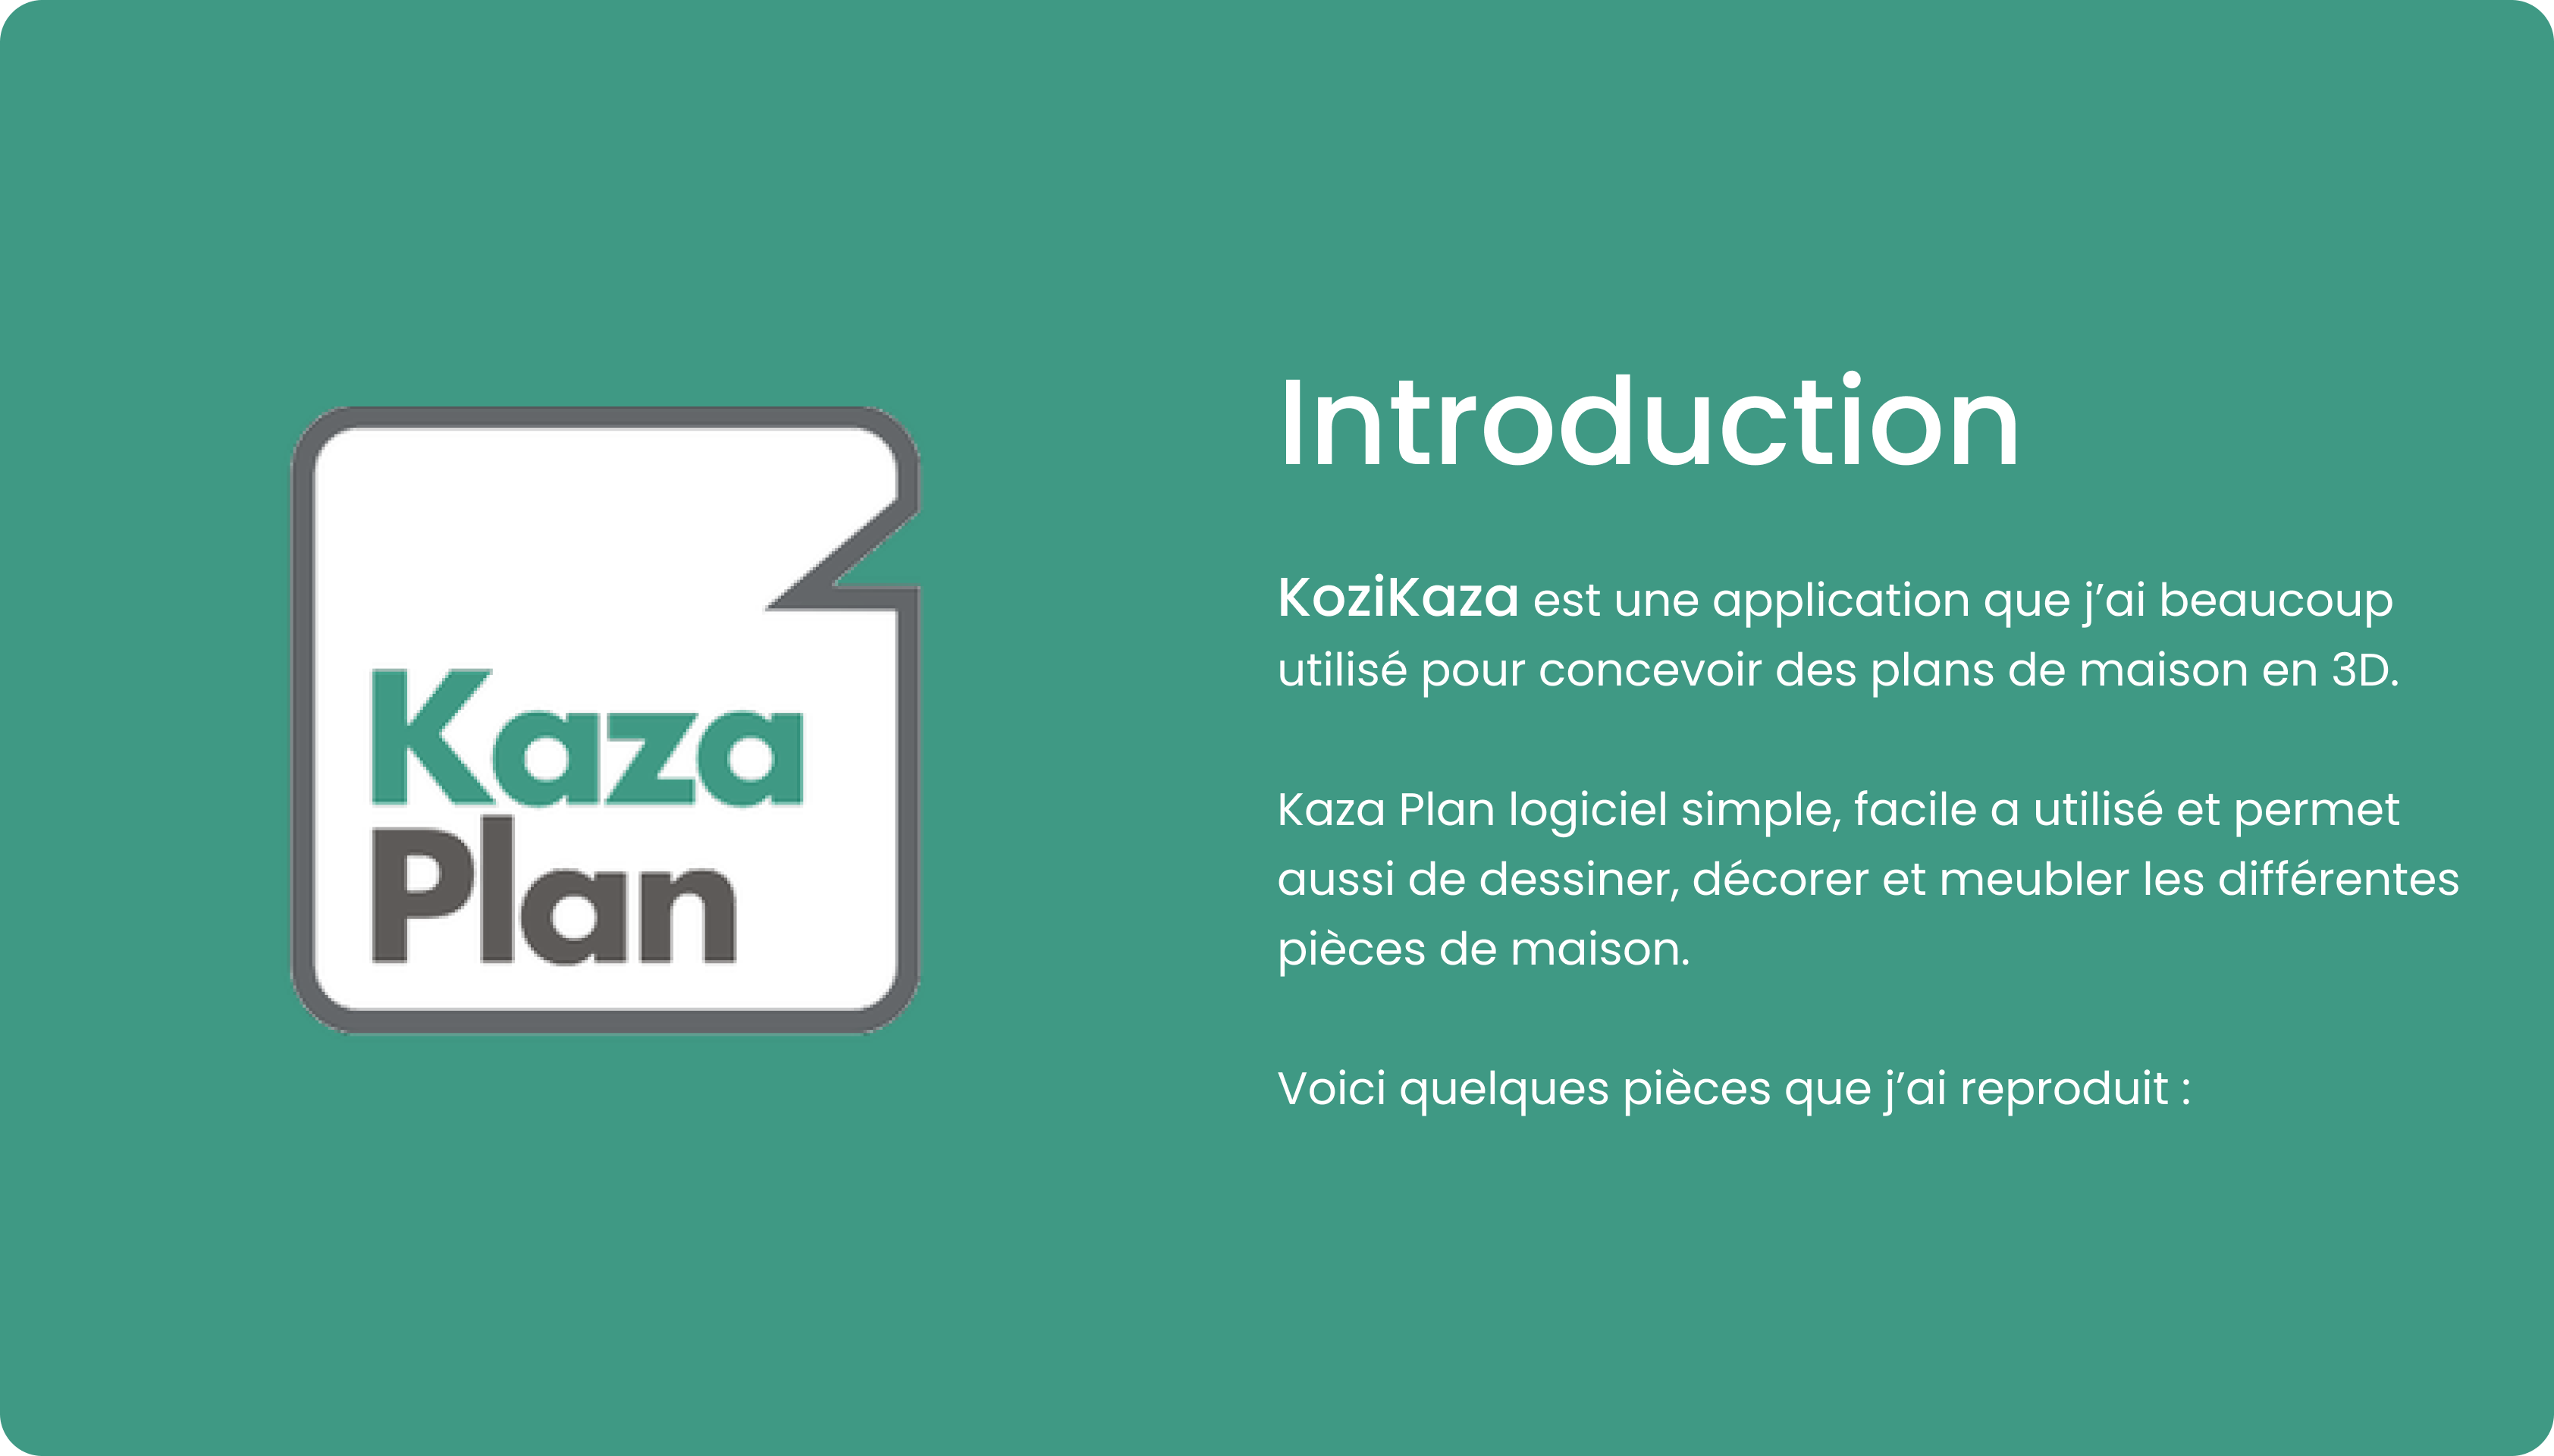 Kaza
Plan
Introduction
KoziKaza est une application que j’ai beaucoup
utilisé pour concevoir des plans de maison en 3D.
Kaza Plan logiciel simple, facile a utilisé et permet
aussi de dessiner, décorer et meubler les différentes
pièces de maison.
Voici quelques pièces que j’ai reproduit :